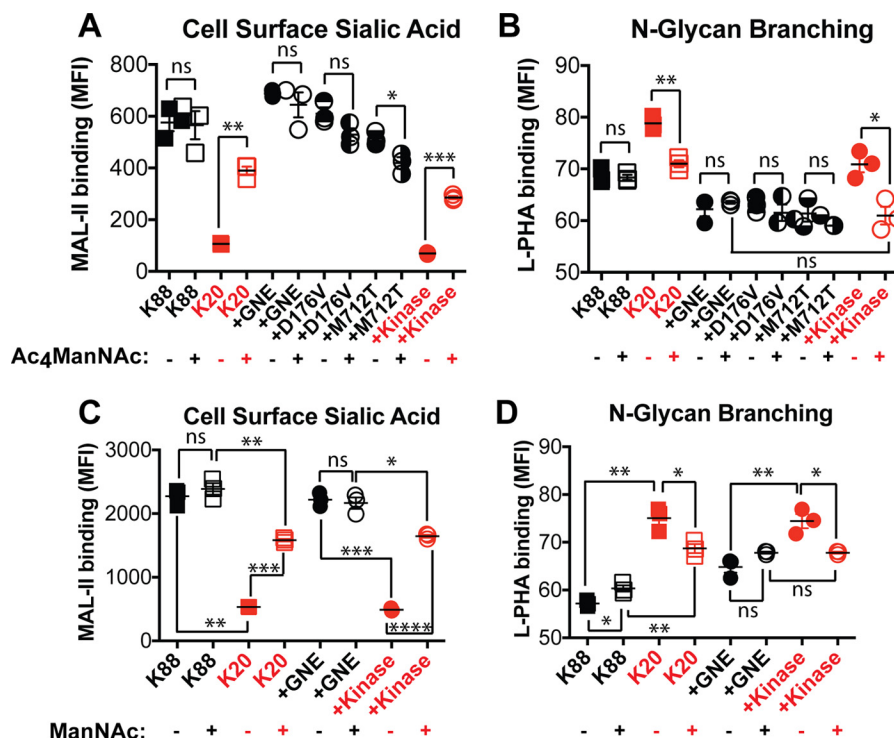 A Cell Surface Sialic Acid
MAL-II binding (MFI)
800
600
400
200
0
ns
**
ns
*
***
K88
K88
K20
K20
+GNE
+GNE
+D176V
+D176V
+M712T
+M712T
+Kinase
+Kinase
Ac4ManNAc:
- + - + - + - + - + - +
B N-Glycan Branching
L-PHA binding (MFI)
90
80
70
60
50
ns
**
ns
ns
ns
*
ns
K88
K88
K20
K20
+GNE
+GNE
+D176V
+D176V
+M712T
+M712T
+Kinase
+Kinase
- + - + - + - + - + - +
C Cell Surface Sialic Acid
MAL-II binding (MFI)
3000
2000
1000
0
ns
**
ns
*
***
***
**
****
K88
K88
K20
K20
+GNE
+GNE
+Kinase
+Kinase
ManNAc:
- + - + - + - +
D N-Glycan Branching
L-PHA binding (MFI)
90
80
70
60
50
**
*
**
*
ns
ns
*
**
K88
K88
K20
K20
+GNE
+GNE
+Kinase
+Kinase
- + - + - + - +